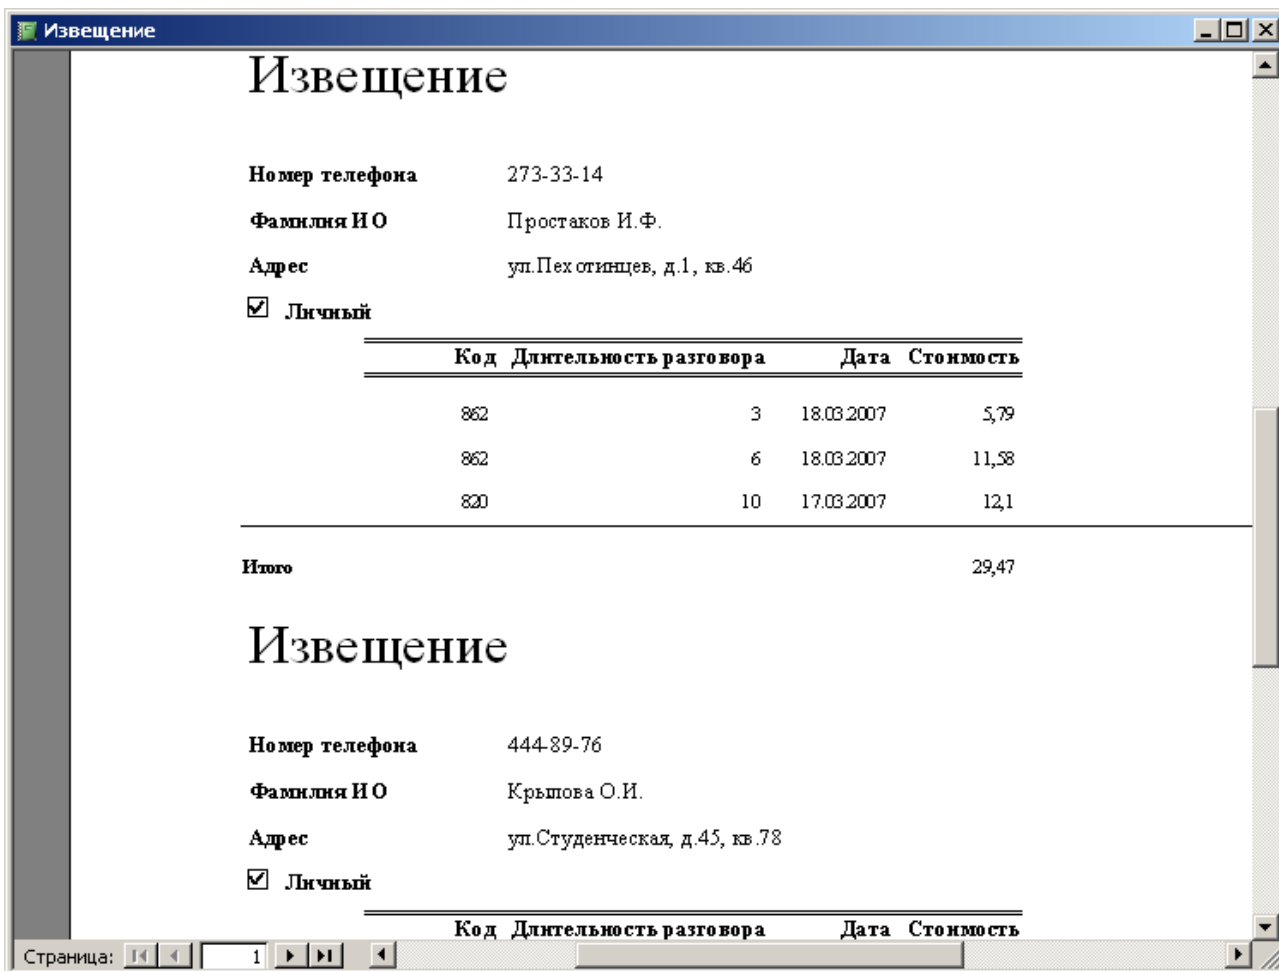 Извещение
Извещение
Номер телефона 273-33-14
Фамилия И О Простаков И.Ф.
Адрес ул.Пехотинцев, д.1, кв.46
Личный
Код Длительность разговора Дата Стоимость
862 3 18.03.2007 5,79
862 6 18.03.2007 11,58
820 10 17.03.2007 12,1
Итого 29,47
Извещение
Номер телефона 444-89-76
Фамилия И О Крылова О.И.
Адрес ул.Студенческая, д.45, кв.78
Личный
Код Длительность разговора Дата Стоимость
Страница: 1